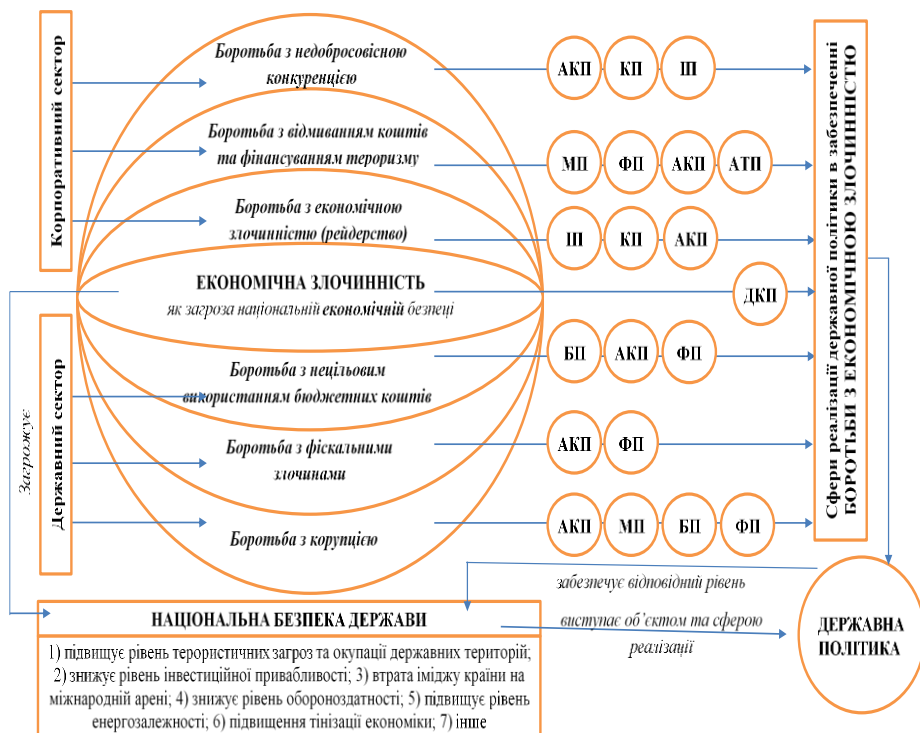 Корпоративний сектор
Державний сектор
Загрожує
Боротьба з недобросовісною
конкуренцією
АКП КП ІП
Боротьба з відмиванням коштів
та фінансуванням тероризму
МП ФП АКП АТП
Боротьба з економічною
злочинністю (рейдерство)
ІП КП АКП
ЕКОНОМІЧНА ЗЛОЧИННІСТЬ
як загроза національній економічній безпеці
ДКП
Боротьба з нецільовим
використанням бюджетних коштів
БП АКП ФП
Боротьба з фіскальними
злочинами
АКП ФП
Боротьба з корупцією
АКП МП БП ФП
Сфери реалізації державної політики в забезпеченні
БОРОТЬБИ З ЕКОНОМІЧНОЮ ЗЛОЧИННІСТЮ
забезпечує відповідний рівень
виступає об’єктом та сферою
реалізації
ДЕРЖАВНА
ПОЛІТИКА
НАЦІОНАЛЬНА БЕЗПЕКА ДЕРЖАВИ
1) підвищує рівень терористичних загроз та окупації державних територій;
2) знижує рівень інвестиційної привабливості; 3) втрата іміджу країни на
міжнародній арені; 4) знижує рівень обороноздатності; 5) підвищує рівень
енергозалежності; 6) підвищення тінізації економіки; 7) інше